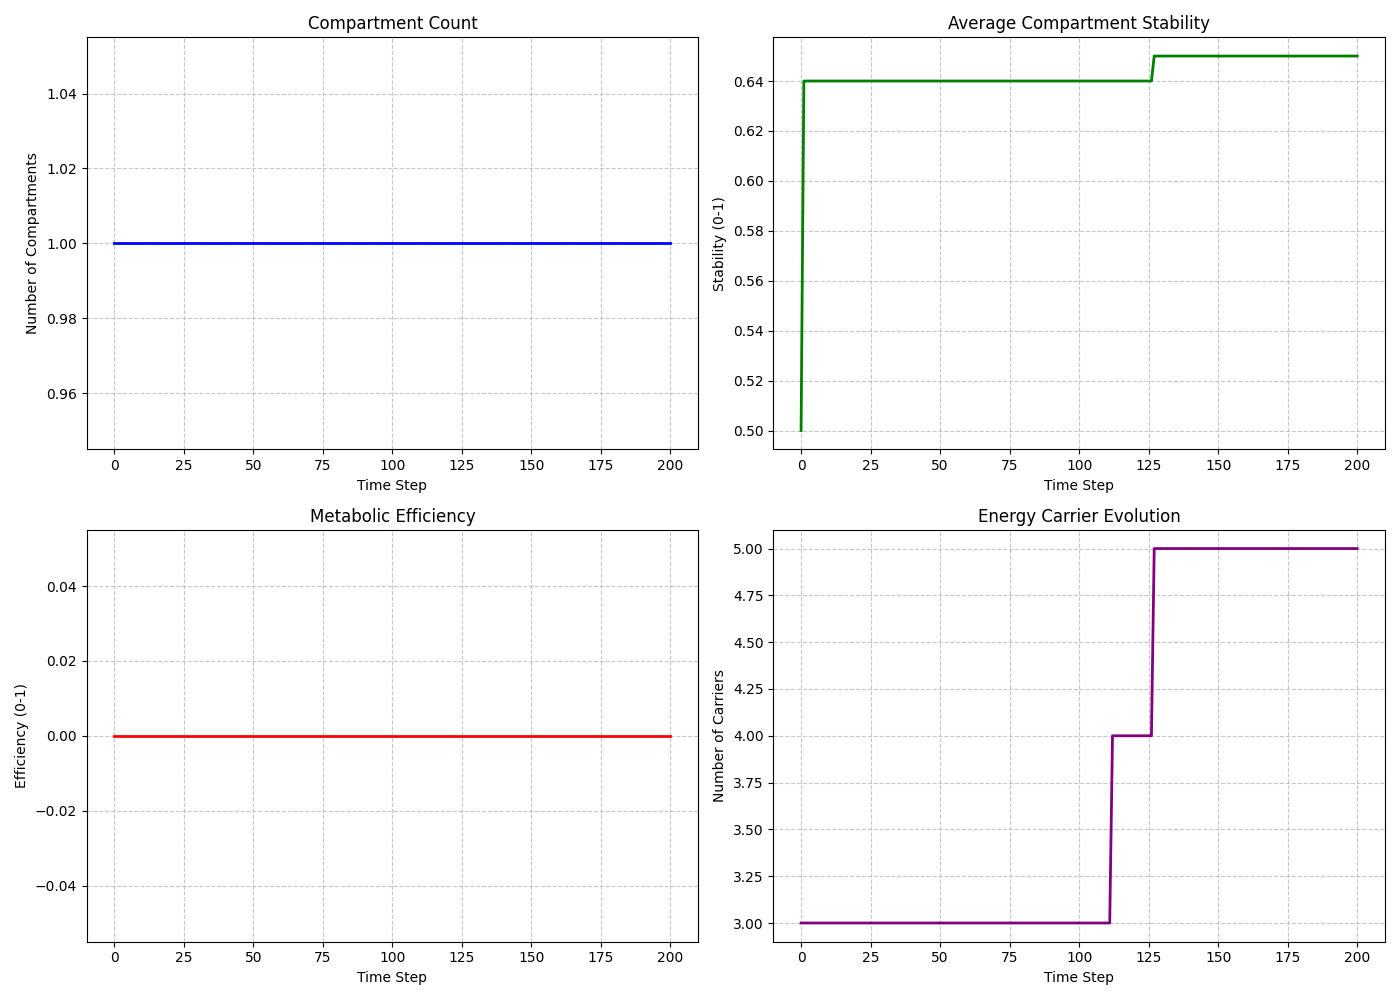 Compartment Count
Number of Compartments
1.04
1.02
1.00
0.98
0.96
0 25 50 75 100 125 150 175 200
Time Step
Average Compartment Stability
Stability (0-1)
0.64
0.62
0.60
0.58
0.56
0.54
0.52
0.50
0 25 50 75 100 125 150 175 200
Time Step
Metabolic Efficiency
Efficiency (0-1)
0.04
0.02
0.00
−0.02
−0.04
0 25 50 75 100 125 150 175 200
Time Step
Energy Carrier Evolution
Number of Carriers
5.00
4.75
4.50
4.25
4.00
3.75
3.50
3.25
3.00
0 25 50 75 100 125 150 175 200
Time Step